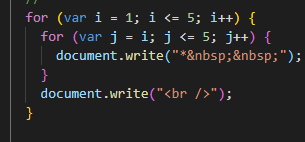 //
for (var i = 1; i <= 5; i++) {
  for (var j = i; j <= 5; j++) {
    document.write("*&nbsp;&nbsp;");
  }
  document.write("<br />");
}